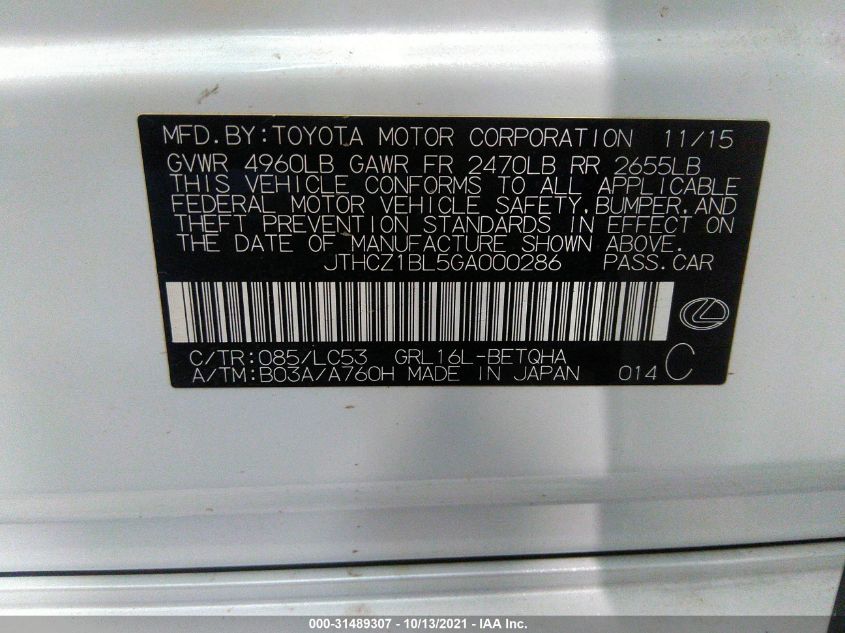 MFD.BY:TOYOTA MOTOR CORPORATION 11/15
GVWR 4960LB GAWR FR 2470LB RR 2655LB
THIS VEHICLE CONFORMS TO ALL APPLICABLE
FEDERAL MOTOR VEHICLE SAFETY,BUMPER,AND
THEFT PREVENTION STANDARDS IN EFFECT ON
THE DATE OF MANUFACTURE SHOWN ABOVE.
JTHCZ1BL5GA000286 PASS.CAR
C/TR:085/LC53 GRL16L-BETQHA
A/TM:B03A/A760H MADE IN JAPAN 014 C
000-31489307 - 10/13/2021 - IAA Inc.